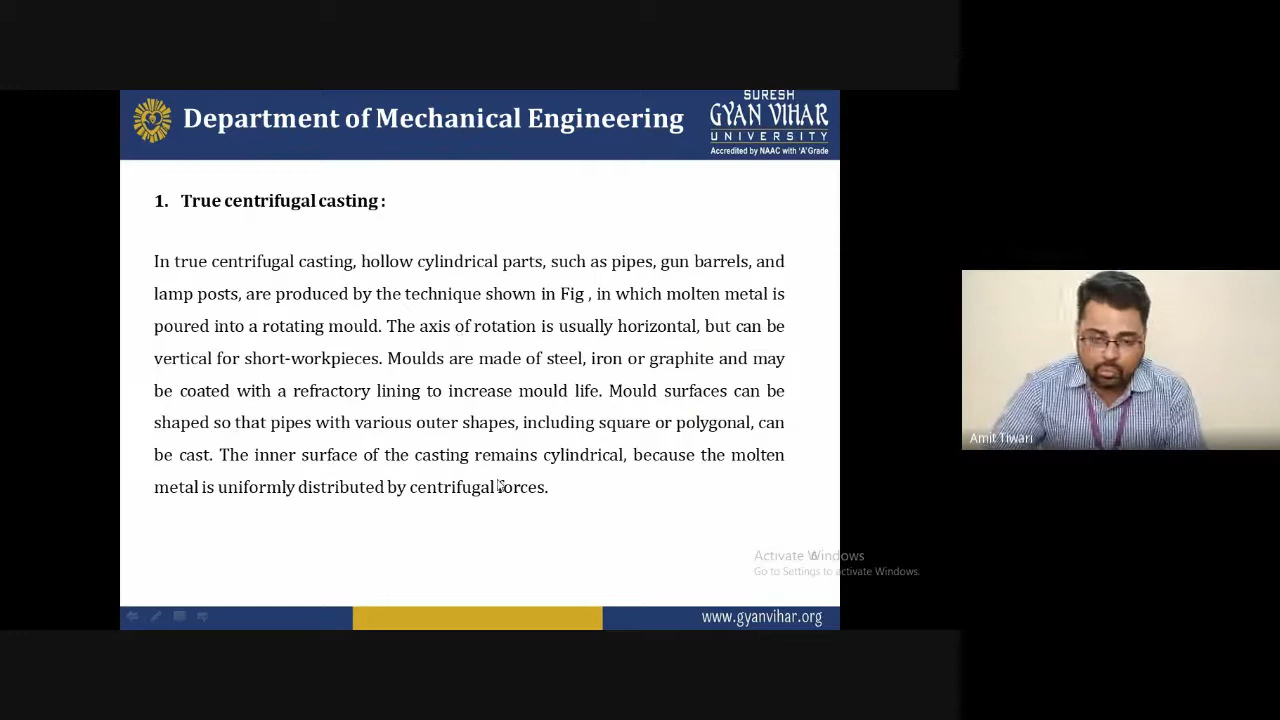 Department of Mechanical Engineering
SURESH
GYAN VIHAR
UNIVERSITY
Accredited by NAAC with 'A' Grade
1. True centrifugal casting :
In true centrifugal casting, hollow cylindrical parts, such as pipes, gun barrels, and
lamp posts, are produced by the technique shown in Fig , in which molten metal is
poured into a rotating mould. The axis of rotation is usually horizontal, but can be
vertical for short-workpieces. Moulds are made of steel, iron or graphite and may
be coated with a refractory lining to increase mould life. Mould surfaces can be
shaped so that pipes with various outer shapes, including square or polygonal, can
be cast. The inner surface of the casting remains cylindrical, because the molten
metal is uniformly distributed by centrifugal forces.
Amit Tiwari
Activate Windows
6
Go to Settings to activate Windows.
www.gyanvihar.org